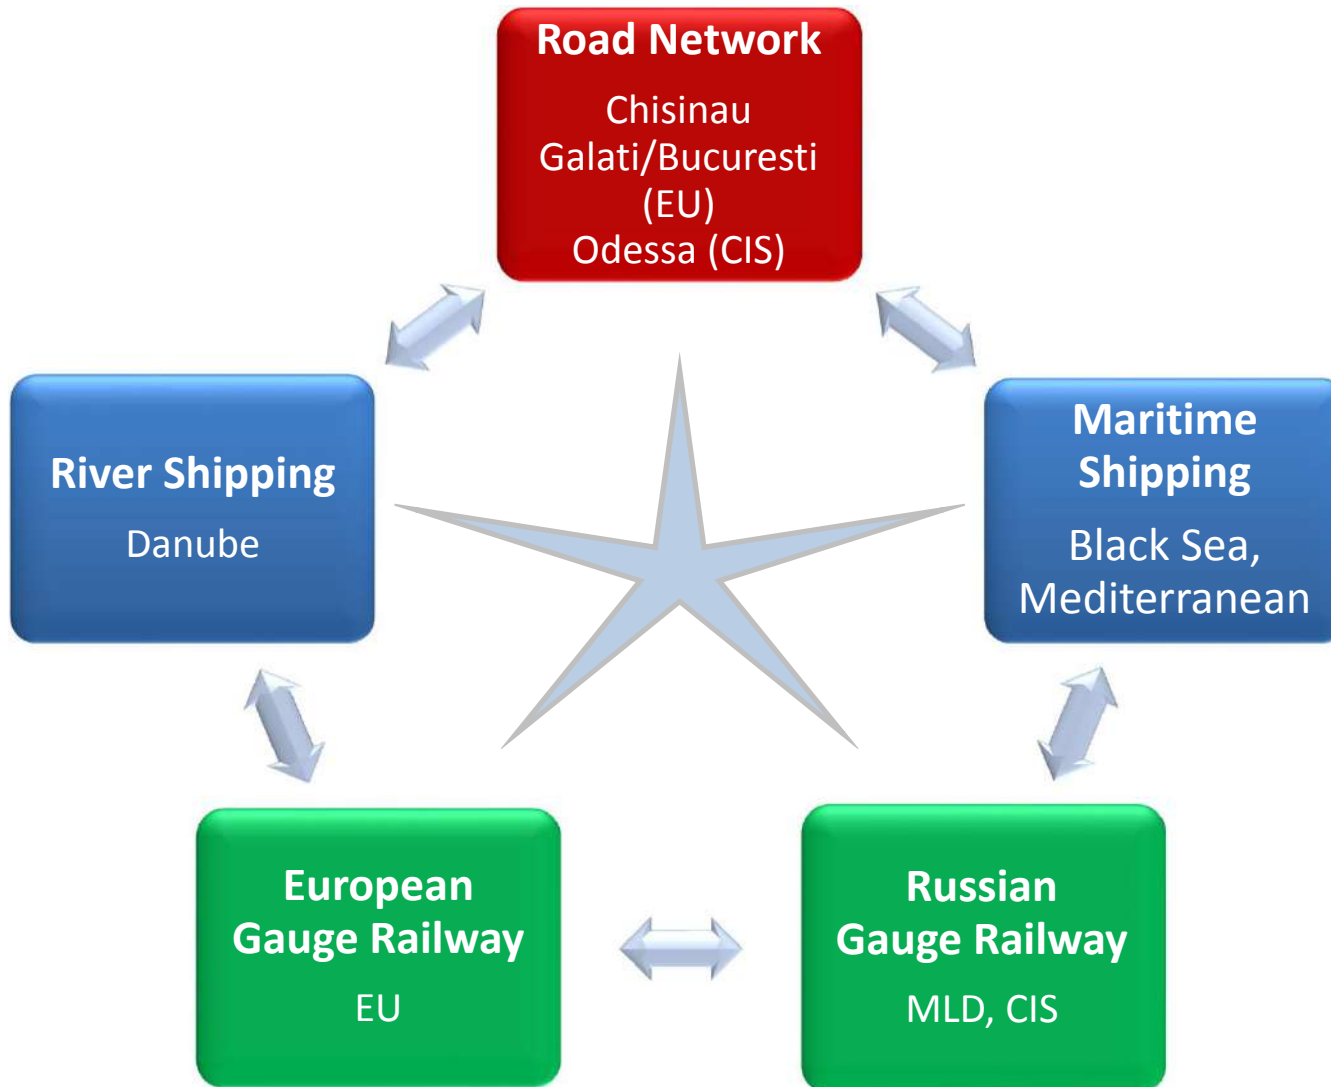 Road Network
Chisinau
Galati/Bucuresti
(EU)
Odessa (CIS)
River Shipping
Danube
Maritime
Shipping
Black Sea,
Mediterranean
European
Gauge Railway
EU
Russian
Gauge Railway
MLD, CIS